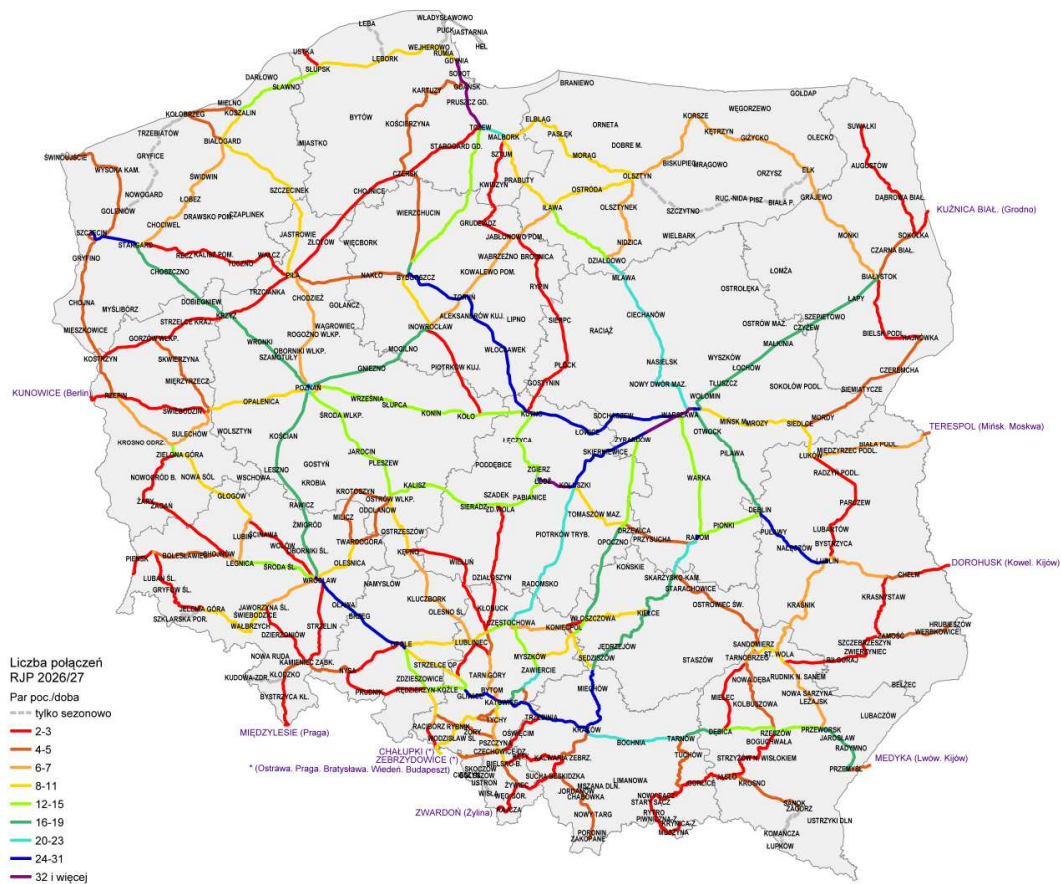 WŁADYSŁAWOWO
ŁEBA
PUCK
JASTARNIA
HEL
USTKA
WEJHEROWO
RUMIA
GDYNIA
LĘBORK
SŁUPSK
SOPOT
GDAŃSK
DARŁOWO
SŁAWNO
KARTUZY
PRUSZCZ GD.
BRANIEWO
GOŁDAP
MIELNO
KOSZALIN
KOŁOBRZEG
BYTÓW
KOŚCIERZYNA
TCZEW
ELBLĄG
ORNETA
WĘGORZEWO
KORSZE
KĘTRZYN
GIŻYCKO
OLECKO
SUWAŁKI
TRZEBIATÓW
BIAŁOGARD
MIASTKO
STAROGARD GD.
MALBORK
PASŁĘK
DOBRE M.
SZTUM
MORĄG
BISKUPIEC
MRĄGOWO
AUGUSTÓW
ŚWINOUJŚCIE
GRYFICE
WYSOKA KAM.
ŚWIDWIN
CZERSK
CHOJNICE
KWIDZYN
PRABUTY
OLSZTYN
OSTRÓDA
ORZYSZ
EŁK
DĄBROWA BIAŁ.
NOWOGARD
ŁOBEZ
SZCZECINEK
GOLENIÓW
CZAPLINEK
DRAWSKO POM.
WIERZCHUCIN
IŁAWA
OLSZTYNEK
SZCZYTNO
RUC.-NIDA
PISZ
BIAŁA P.
GRAJEWO
KUŹNICA BIAŁ. (Grodno)
CHOCIWEL
GRUDZIĄDZ
JABŁONOWO POM.
NIDZICA
WIELBARK
SOKÓŁKA
SZCZECIN
STARGARD
JASTROWIE
ZŁOTÓW
WIĘCBORK
MOŃKI
CZARNA BIAŁ.
GRYFINO
KALISZ POM.
WAŁCZ
TUCZNO
WĄBRZEŹNO
BRODNICA
DZIAŁDOWO
CHOSZCZNO
PIŁA
NAKŁO
BYDGOSZCZ
KOWALEWO POM.
MŁAWA
ŁOMŻA
BIAŁYSTOK
TRZCIANKA
CHODZIEŻ
TORUŃ
RYPIN
OSTROŁĘKA
ŁAPY
CHOJNA
MYŚLIBÓRZ
DOBIEGNIEW
KRZYŻ
GOŁAŃCZ
ALEKSANDRÓW KUJ.
SIERPC
CIECHANÓW
SZEPIETOWO
MIESZKOWICE
STRZELCE KRAJ.
WĄGROWIEC
INOWROCŁAW
LIPNO
RACIĄŻ
OSTRÓW MAZ.
CZYŻEW
BIELSK PODL.
HAJNÓWKA
GORZÓW WLKP.
WRONKI
ROGOŹNO WLKP.
MAŁKINIA
KOSTRZYN
SKWIERZYNA
SZAMOTUŁY
OBORNIKI WLKP.
MOGILNO
GNIEZNO
WŁOCŁAWEK
PŁOCK
WYSZKÓW
ŁOCHÓW
CZEREMCHA
PIOTRKÓW KUJ.
NASIELSK
MIĘDZYRZECZ
GOSTYNIN
NOWY DWÓR MAZ.
TŁUSZCZ
SOKOŁÓW PODL.
SIEMIATYCZE
KUNOWICE (Berlin)
RZEPIN
POZNAŃ
WRZEŚNIA
WOŁOMIN
ŚWIEBODZIN
OPALENICA
SŁUPCA
KONIN
KOŁO
KUTNO
SOCHACZEW
WARSZAWA
MIŃSK M.
MROZY
SIEDLCE
MORDY
ŚRODA WLKP.
ŁOWICZ
ŻYRARDÓW
OTWOCK
TERESPOL (Mińsk. Moskwa)
SULECHÓW
WOLSZTYN
KOŚCIAN
ŁĘCZYCA
SKIERNIEWICE
BIAŁA PODL.
KROSNO ODRZ.
JAROCIN
PILAWA
ŁUKÓW
MIĘDZYRZEC PODL.
ZIELONA GÓRA
GOSTYŃ
PLESZEW
PODDĘBICE
ZGIERZ
NOWOGRÓD B.
NOWA SÓL
WSCHOWA
LESZNO
KROBIA
ŁÓDŹ
KOLUSZKI
WARKA
RADZYŃ PODL.
KALISZ
SZADEK
PABIANICE
ŻARY
ŻAGAŃ
GŁOGÓW
RAWICZ
KROTOSZYN
OSTRÓW WLKP.
SIERADZ
ZD.WOLA
TOMASZÓW MAZ.
DĘBLIN
PARCZEW
ODOLANÓW
ŻMIGRÓD
MILICZ
OSTRZESZÓW
DRZEWICA
PIONKI
PUŁAWY
LUBARTÓW
ŚCINAWA
TWARDOGÓRA
PIOTRKÓW TRYB.
OPOCZNO
PRZYSUCHA
RADOM
NAŁĘCZÓW
BYSTRZYCA
LUBIN
WOŁÓW
OBORNIKI ŚL.
KĘPNO
WIELUŃ
LUBLIN
PIEŃSK
BOLESŁAWIEC
CHOJNÓW
LEGNICA
ŚRODA ŚL.
OLEŚNICA
KOŃSKIE
SKARŻYSKO-KAM.
CHEŁM
DOROHUSK (Kowel. Kijów)
LUBAŃ ŚL.
WROCŁAW
NAMYSŁÓW
DZIAŁOSZYN
RADOMSKO
STARACHOWICE
KRASNYSTAW
GRYFÓW ŚL.
OŁAWA
KLUCZBORK
KRAŚNIK
JELENIA GÓRA
JAWORZYNA ŚL.
ŚWIEBODZICE
BRZEG
OLESNO ŚL.
KŁOBUCK
KIELCE
OSTROWIEC ŚW.
HRUBIESZÓW
SZKLARSKA POR.
WAŁBRZYCH
DZIERŻONIÓW
STRZELIN
CZĘSTOCHOWA
KONIECPOL
WŁOSZCZOWA
ZAMOŚĆ
WERBKOWICE
SZCZEBRZESZYN
ZWIERZYNIEC
OPOLE
LUBLINIEC
JĘDRZEJÓW
SANDOMIERZ
TARNOBRZEG
ST. WOLA
BIŁGORAJ
NOWA RUDA
KAMIENIEC ZĄBK.
MYSZKÓW
SĘDZISZÓW
STASZÓW
NYSA
STRZELCE OP.
ZAWIERCIE
RUDNIK N. SANEM
KUDOWA-ZDR.
KŁODZKO
ZDZIESZOWICE
TARN.GÓRY
NOWA DĘBA
BEŁŻEC
PRUDNIK
KĘDZIERZYN-KOŹLE
BYTOM
MIECHÓW
MIELEC
KOLBUSZOWA
NOWA SARZYNA
BYSTRZYCA KŁ.
GLIWICE
KATOWICE
LEŻAJSK
LUBACZÓW
RACIBÓRZ
RYBNIK
TYCHY
TRZEBINIA
KRAKÓW
MIĘDZYLESIE (Praga)
WODZISŁAW ŚL.
ŻORY
OŚWIĘCIM
BOCHNIA
TARNÓW
DĘBICA
RZESZÓW
PRZEWORSK
CHAŁUPKI (*)
PSZCZYNA
BOGUCHWAŁA
JAROSŁAW
ZEBRZYDOWICE (*)
CZECHOWICE-DZ.
KALWARIA ZEBRZ.
TUCHÓW
STRZYŻÓW N. WISŁOKIEM
RADYMNO
* (Ostrawa. Praga. Bratysława. Wiedeń. Budapeszt)
BIELSKO-B.
SKOCZÓW
SUCHA BESKIDZKA
LIMANOWA
GORLICE
JASŁO
KROSNO
PRZEMYŚL
MEDYKA (Lwów. Kijów)
CIESZYN
USTROŃ
ŻYWIEC
MSZANA DLN.
JORDANÓW
CHABÓWKA
NOWY SĄCZ
STARY SĄCZ
SANOK
ZAGÓRZ
WISŁA
WĘG.GÓR.
RYTRO
PIWNICZNA-Z.
KRYNICA-Z.
USTRZYKI DLN
ZWARDOŃ (Żylina)
RAJCZA
NOWY TARG
MUSZYNA
KOMAŃCZA
PORONIN
ZAKOPANE
ŁUPKÓW
Liczba połączeń
RJP 2026/27
Par poc./doba
tylko sezonowo
2-3
4-5
6-7
8-11
12-15
16-19
20-23
24-31
32 i więcej